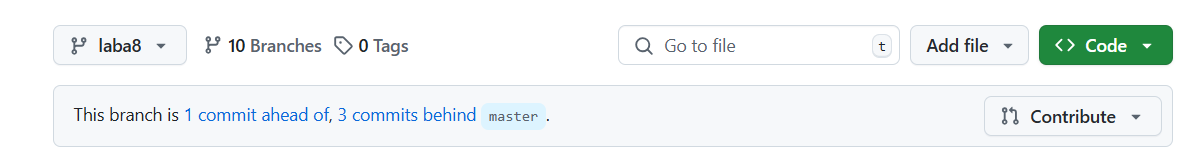 laba8 10 Branches 0 Tags Go to file t Add file Code
This branch is 1 commit ahead of, 3 commits behind master . Contribute